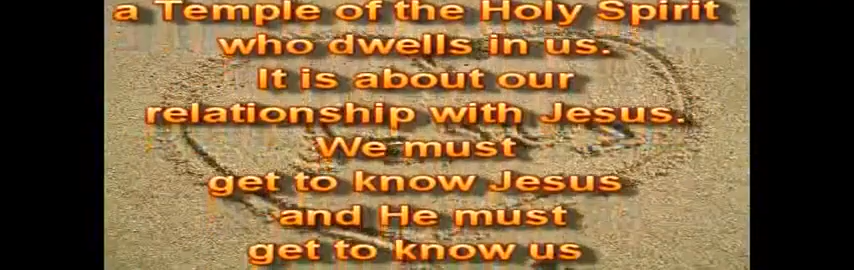 a Temple of the Holy Spirit
who dwells in us.
It is about our
relationship with Jesus.
We must
get to know Jesus
and He must
get to know us